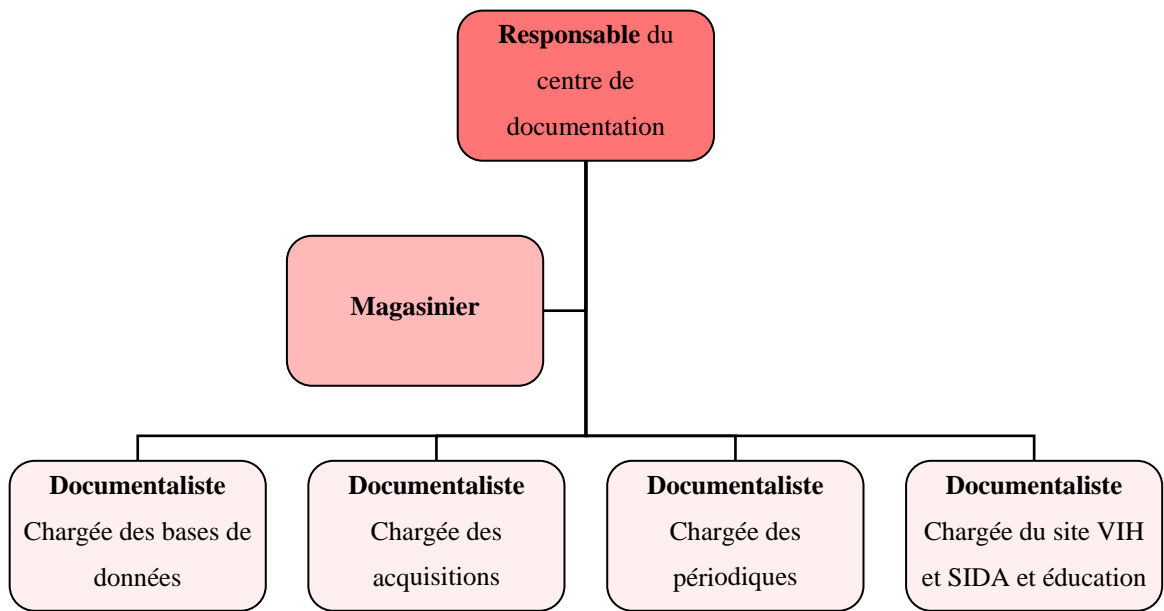 Responsable du
centre de
documentation
Magasinier
Documentaliste
Chargée des bases de
données
Documentaliste
Chargée des
acquisitions
Documentaliste
Chargée des
périodiques
Documentaliste
Chargée du site VIH
et SIDA et éducation